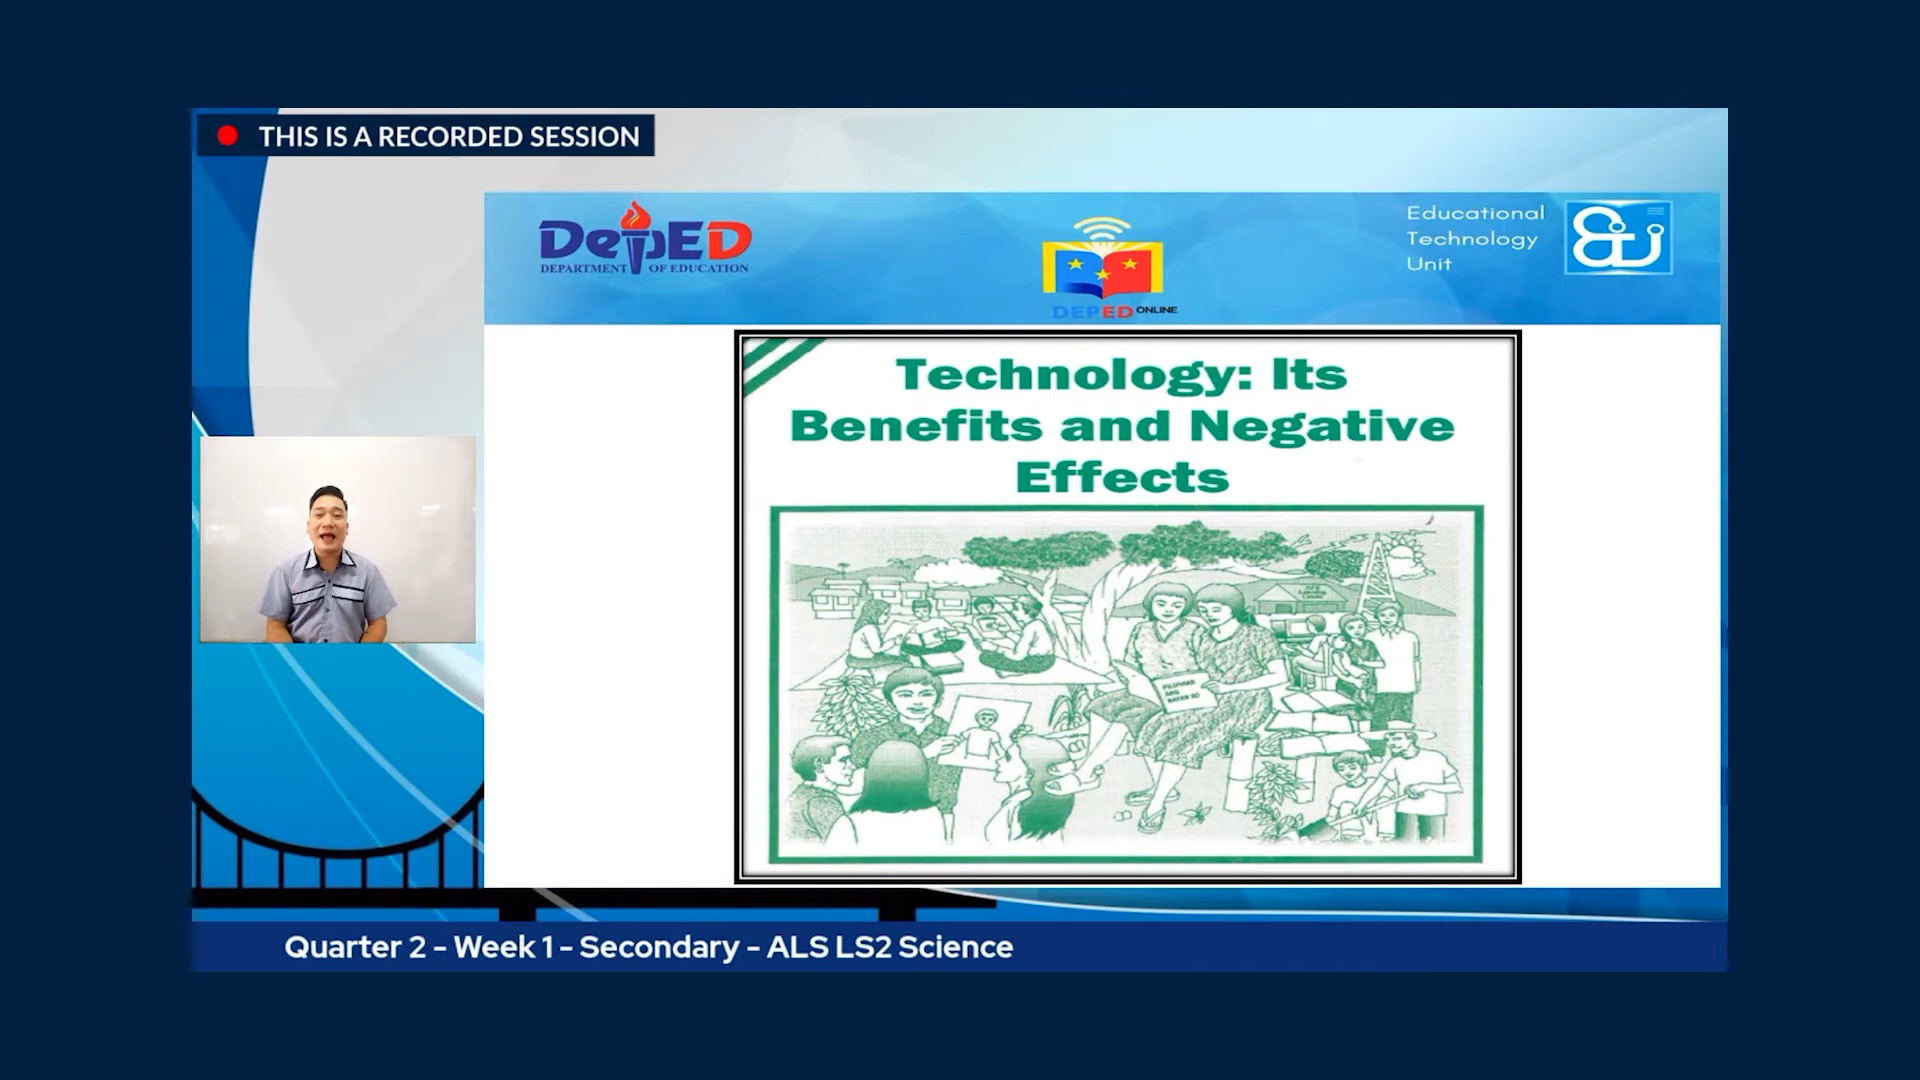 THIS IS A RECORDED SESSION
DepED
DEPARTMENT OF EDUCATION
DEPED ONLINE
Educational
Technology
Unit
Technology: Its
Benefits and Negative
Effects
Quarter 2 - Week 1 - Secondary - ALS LS2 Science